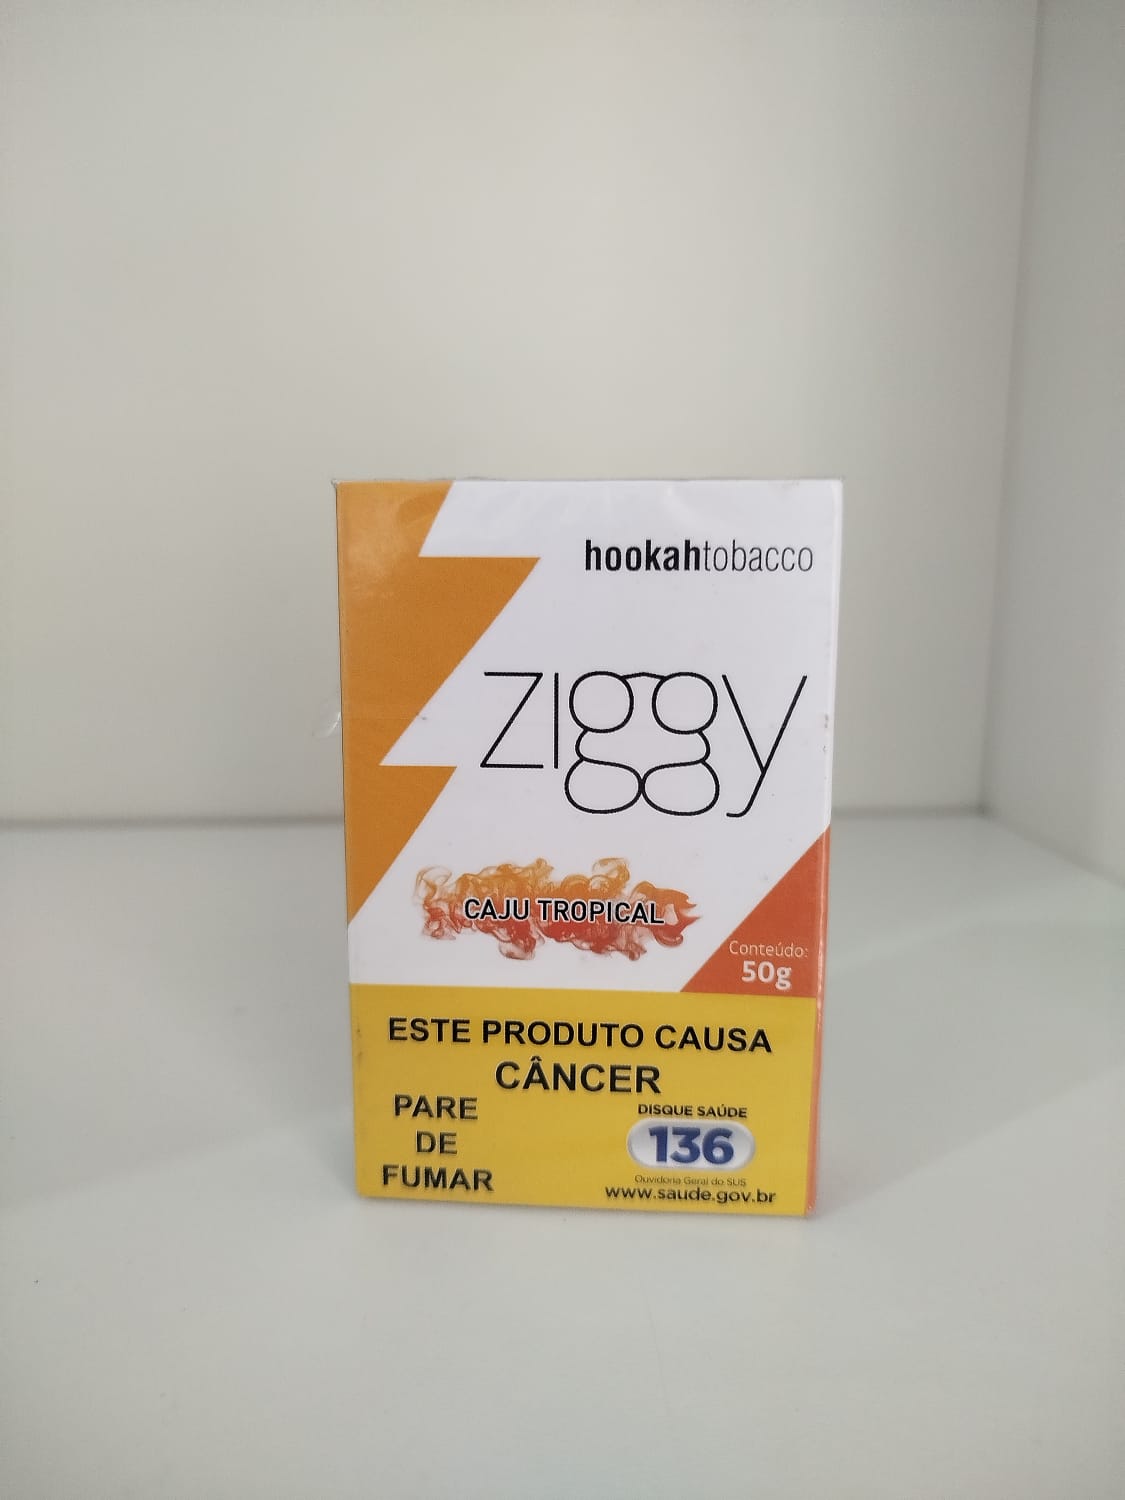 hookahtobacco
ziggy
CAJU TROPICAL
Conteúdo:
50g
ESTE PRODUTO CAUSA
CÂNCER
PARE
DE
FUMAR
DISQUE SAÚDE
136
Ouvidoria Geral do SUS
www.saude.gov.br